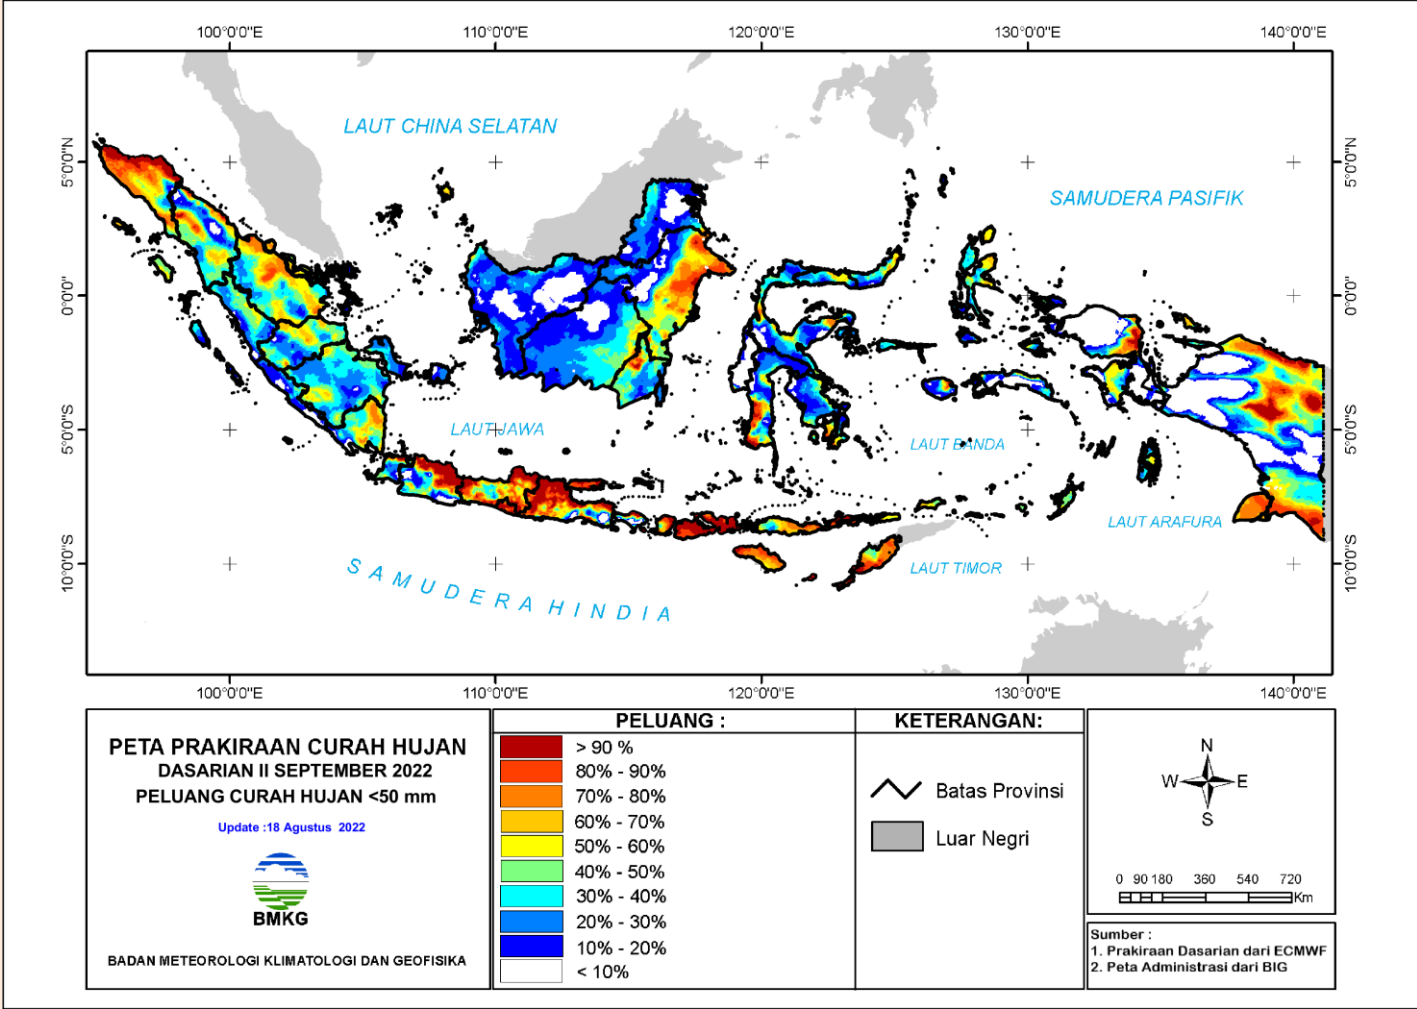 100°0'0"E 110°0'0"E 120°0'0"E 130°0'0"E 140°0'0"E
5°0'0"N 5°0'0"N
LAUT CHINA SELATAN
SAMUDERA PASIFIK
0°0'0" 0°0'0"
5°0'0"S 5°0'0"S
LAUT JAWA
LAUT BANDA
LAUT ARAFURA
10°0'0"S 10°0'0"S
LAUT TIMOR
SAMUDERA HINDIA
100°0'0"E 110°0'0"E 120°0'0"E 130°0'0"E 140°0'0"E
PETA PRAKIRAAN CURAH HUJAN
DASARIAN II SEPTEMBER 2022
PELUANG CURAH HUJAN <50 mm
Update :18 Agustus 2022
BMKG
BADAN METEOROLOGI KLIMATOLOGI DAN GEOFISIKA
PELUANG :
> 90 %
80% - 90%
70% - 80%
60% - 70%
50% - 60%
40% - 50%
30% - 40%
20% - 30%
10% - 20%
< 10%
KETERANGAN:
Batas Provinsi
Luar Negri
N
W E
S
0 90 180 360 540 720
Km
Sumber :
1. Prakiraan Dasarian dari ECMWF
2. Peta Administrasi dari BIG